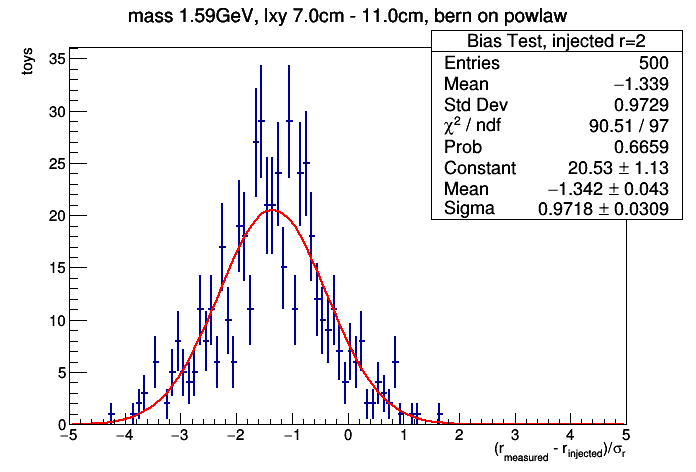 mass 1.59GeV, lxy 7.0cm - 11.0cm, bern on powlaw
Bias Test, injected r=2
Entries 500
Mean −1.339
Std Dev 0.9729
χ² / ndf 90.51 / 97
Prob 0.6659
Constant 20.53 ± 1.13
Mean −1.342 ± 0.043
Sigma 0.9718 ± 0.0309
toys
35
30
25
20
15
10
5
0
−5 −4 −3 −2 −1 0 1 2 3 4 5
(r_measured - r_injected)/σ_r